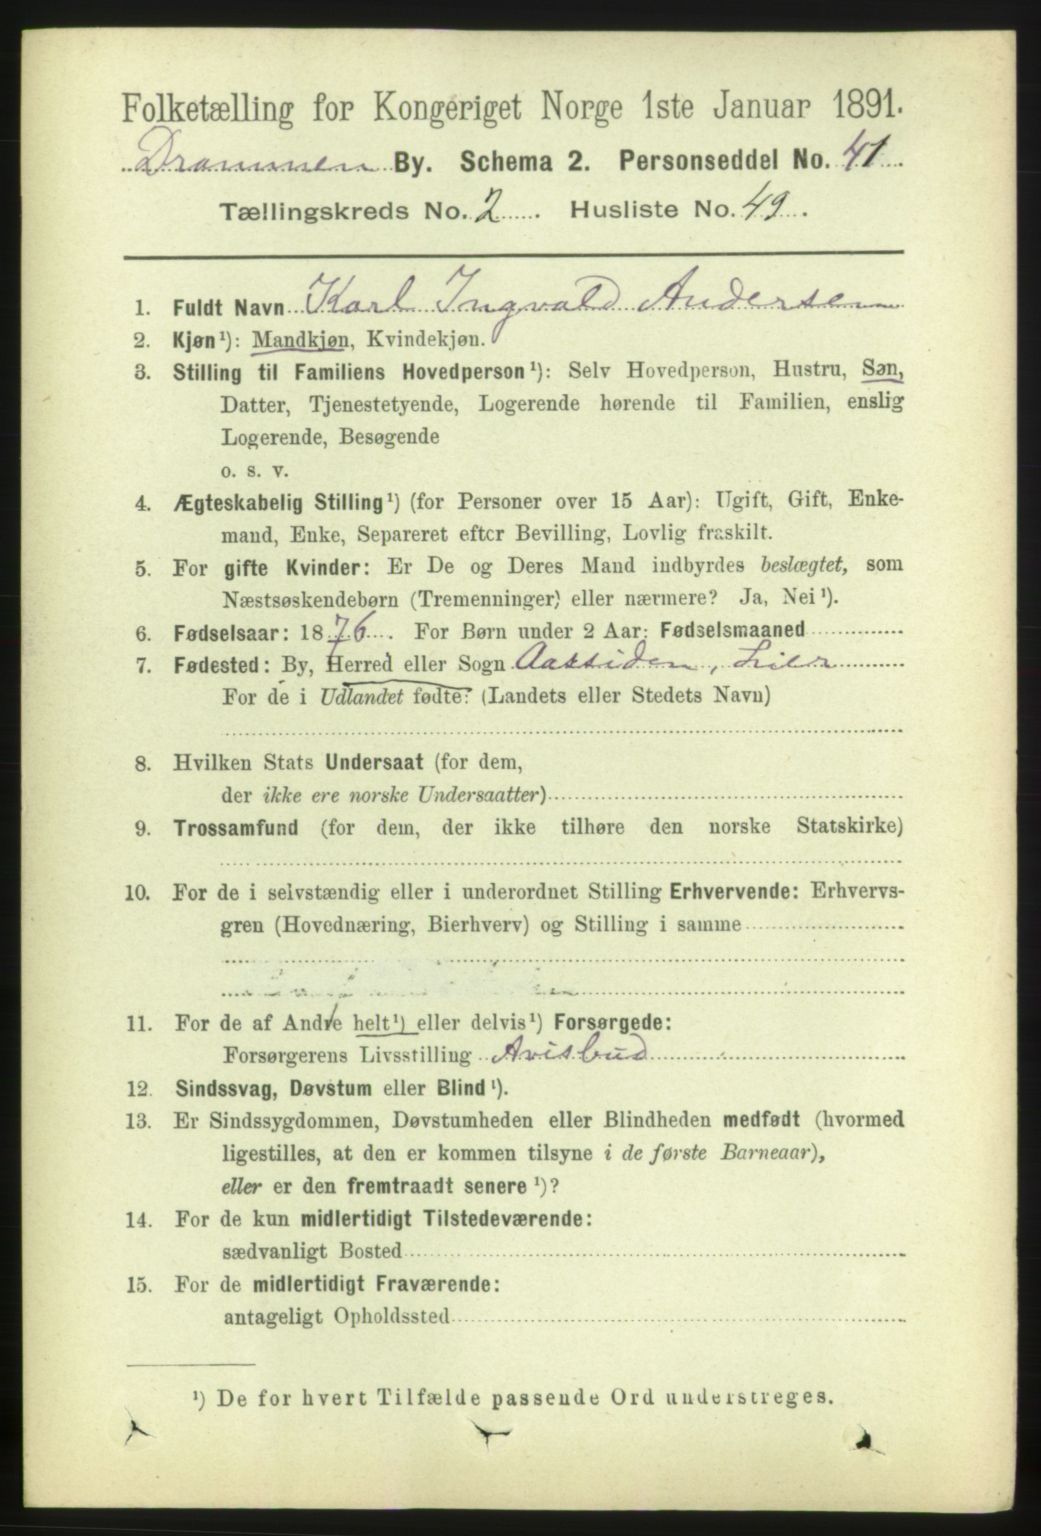 Folketælling for Kongeriget Norge 1ste Januar 1891.
Drammen By. Schema 2. Personseddel No. 41
Tællingskreds No. 2. Husliste No. 49.
1. Fuldt Navn Karl Ingvald Andersen
2. Kjøn¹): Mandkjøn, Kvindekjøn.
3. Stilling til Familiens Hovedperson¹): Selv Hovedperson, Hustru, Søn,
Datter, Tjenestetyende, Logerende hørende til Familien, enslig
Logerende, Besøgende
o. s. v.
4. Ægteskabelig Stilling¹) (for Personer over 15 Aar): Ugift, Gift, Enke-
mand, Enke, Separeret efter Bevilling, Lovlig fraskilt.
5. For gifte Kvinder: Er De og Deres Mand indbyrdes beslægtet, som
Næstsøskendebørn (Tremenninger) eller nærmere? Ja, Nei¹).
6. Fødselsaar: 1876. For Børn under 2 Aar: Fødselsmaaned
7. Fødested: By, Herred eller Sogn Aassiden, Lier
For de i Udlandet fødte: (Landets eller Stedets Navn)
8. Hvilken Stats Undersaat (for dem,
der ikke ere norske Undersaatter)
9. Trossamfund (for dem, der ikke tilhøre den norske Statskirke)
10. For de i selvstændig eller i underordnet Stilling Erhvervende: Erhvervs-
gren (Hovednæring, Bierhverv) og Stilling i samme
11. For de af Andre helt¹) eller delvis¹) Forsørgede:
Forsørgerens Livsstilling Avisbud
12. Sindssvag, Døvstum eller Blind¹).
13. Er Sindssygdommen, Døvstumheden eller Blindheden medfødt (hvormed
ligestilles, at den er kommen tilsyne i de første Barneaar),
eller er den fremtraadt senere¹)?
14. For de kun midlertidigt Tilstedeværende:
sædvanligt Bosted
15. For de midlertidigt Fraværende:
antageligt Opholdssted
¹) De for hvert Tilfælde passende Ord understreges.